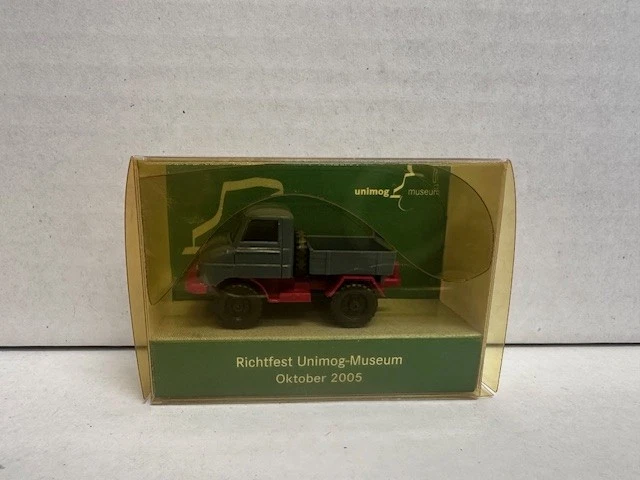 unimog museum
Richtfest Unimog-Museum
Oktober 2005